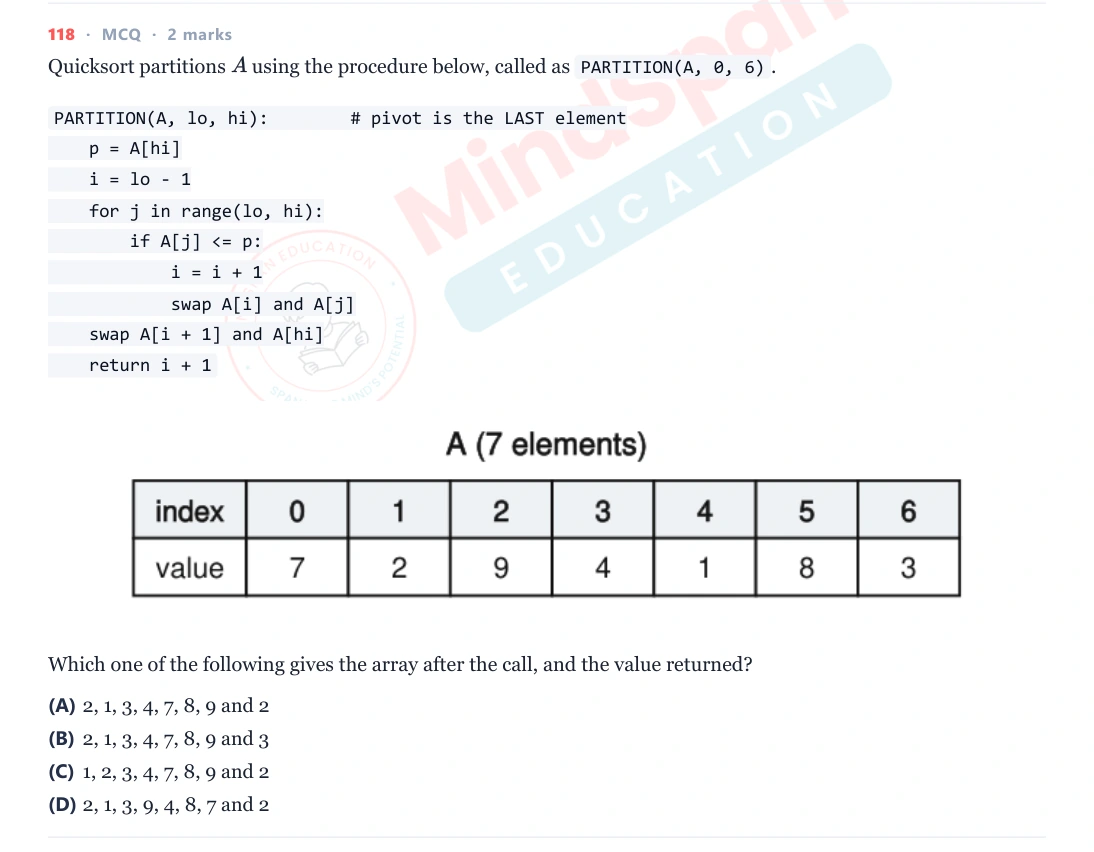 118 · MCQ · 2 marks
Quicksort partitions A using the procedure below, called as PARTITION(A, 0, 6) .
PARTITION(A, lo, hi):        # pivot is the LAST element
    p = A[hi]
    i = lo - 1
    for j in range(lo, hi):
        if A[j] <= p:
            i = i + 1
            swap A[i] and A[j]
    swap A[i + 1] and A[hi]
    return i + 1
Mindspan
EDUCATION
A (7 elements)
index 0 1 2 3 4 5 6
value 7 2 9 4 1 8 3
Which one of the following gives the array after the call, and the value returned?
(A) 2, 1, 3, 4, 7, 8, 9 and 2
(B) 2, 1, 3, 4, 7, 8, 9 and 3
(C) 1, 2, 3, 4, 7, 8, 9 and 2
(D) 2, 1, 3, 9, 4, 8, 7 and 2